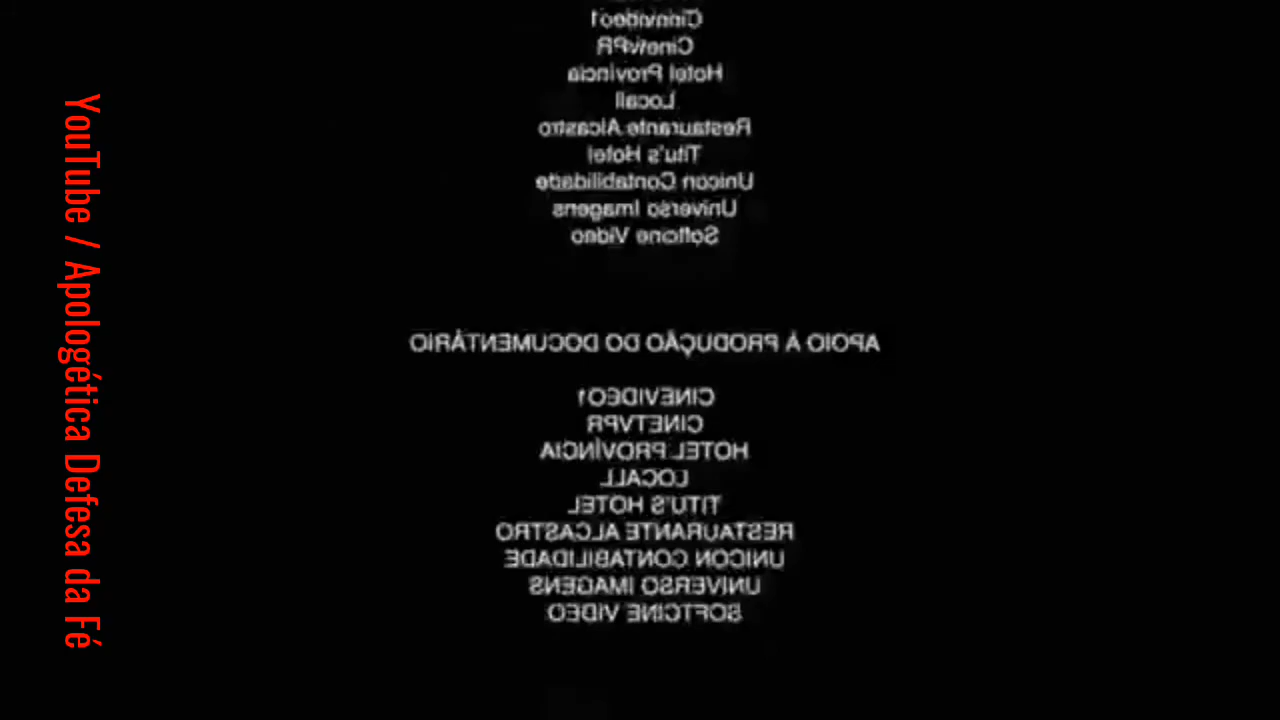 Cinevideo1
CinetvPR
Hotel Província
Locall
Restaurante Alcastro
Titu's Hotel
Unicon Contabilidade
Universo Imagens
Softcine Video
APOIO À PRODUÇÃO DO DOCUMENTÁRIO
CINEVIDEO1
CINETVPR
HOTEL PROVÍNCIA
LOCALL
TITU'S HOTEL
RESTAURANTE ALCASTRO
UNICON CONTABILIDADE
UNIVERSO IMAGENS
SOFTCINE VIDEO
YouTube / Apologética Defesa da Fé